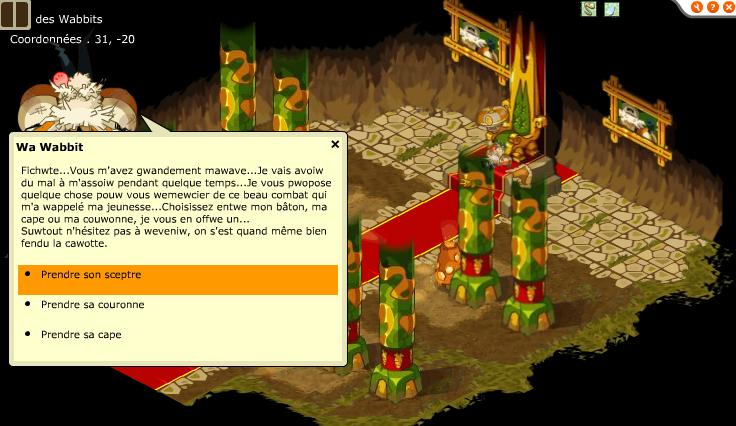 des Wabbits
Coordonnées . 31, -20
Wa Wabbit
Fichwte...Vous m'avez gwandement mawave...Je vais avoiw
du mal à m'assoiw pendant quelque temps...Je vous pwopose
quelque chose pouw vous wemewciew de ce beau combat qui
m'a wappelé ma jeunesse...Choisissez entwe mon bâton, ma
cape ou ma couwonne, je vous en offwe un...
Suwtout n'hésitez pas à weveniw, on s'est quand même bien
fendu la cawotte.
Prendre son sceptre
Prendre sa couronne
Prendre sa cape